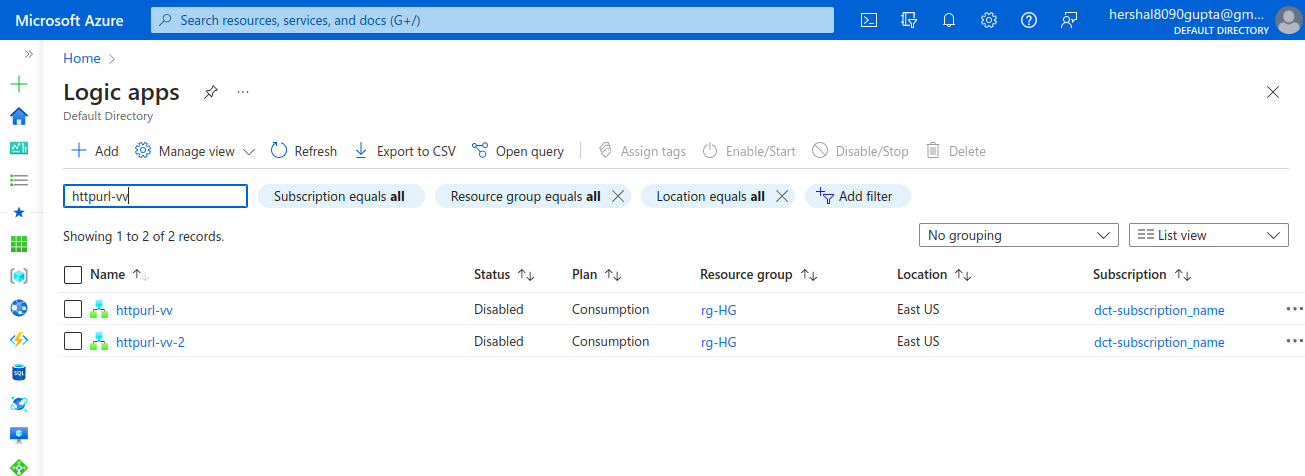 Microsoft Azure Search resources, services, and docs (G+/) hershal8090gupta@gm...
DEFAULT DIRECTORY
Home
Logic apps
Default Directory
Add Manage view Refresh Export to CSV Open query Assign tags Enable/Start Disable/Stop Delete
httpurl-vv Subscription equals all Resource group equals all Location equals all Add filter
Showing 1 to 2 of 2 records. No grouping List view
Name Status Plan Resource group Location Subscription
httpurl-vv Disabled Consumption rg-HG East US dct-subscription_name
httpurl-vv-2 Disabled Consumption rg-HG East US dct-subscription_name